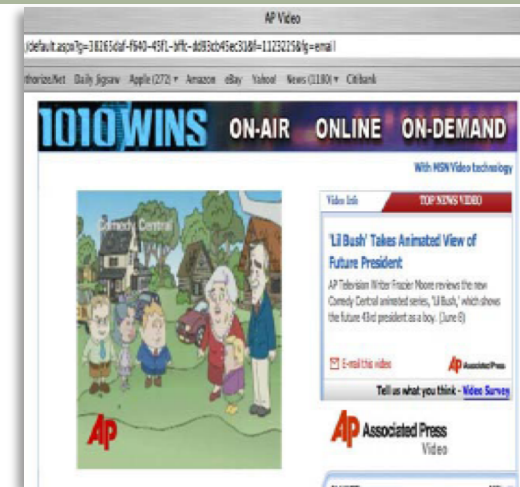 AP Video
/default.aspx?g=38265daf-f640-45f1-bffc-dd93cb45ec31&f=1123225&fg=email
thorize.Net Daily Jigsaw Apple (272) Amazon eBay Yahoo! News (1180) Citibank
1010 WINS ON-AIR ONLINE ON-DEMAND
With MSN Video technology
Video Info TOP NEWS VIDEO
Comedy Central
'Lil Bush' Takes Animated View of
Future President
AP Television Writer Frazier Moore reviews the new
Comedy Central animated series, 'Lil Bush,' which shows
the future 43rd president as a boy. (June 6)
E-mail this video AP Associated Press
Tell us what you think - Video Survey
AP
AP Associated Press
Video